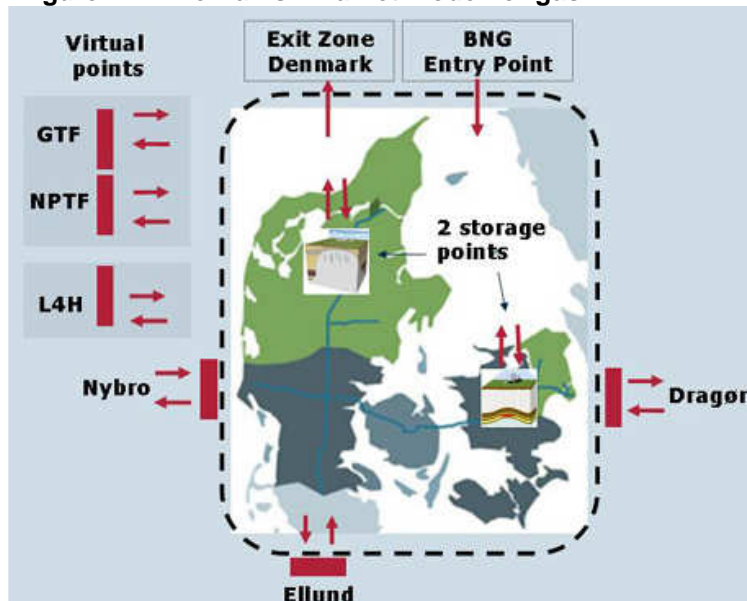 Virtual
points
Exit Zone
Denmark
BNG
Entry Point
GTF
NPTF
L4H
2 storage
points
Nybro
Dragør
Ellund